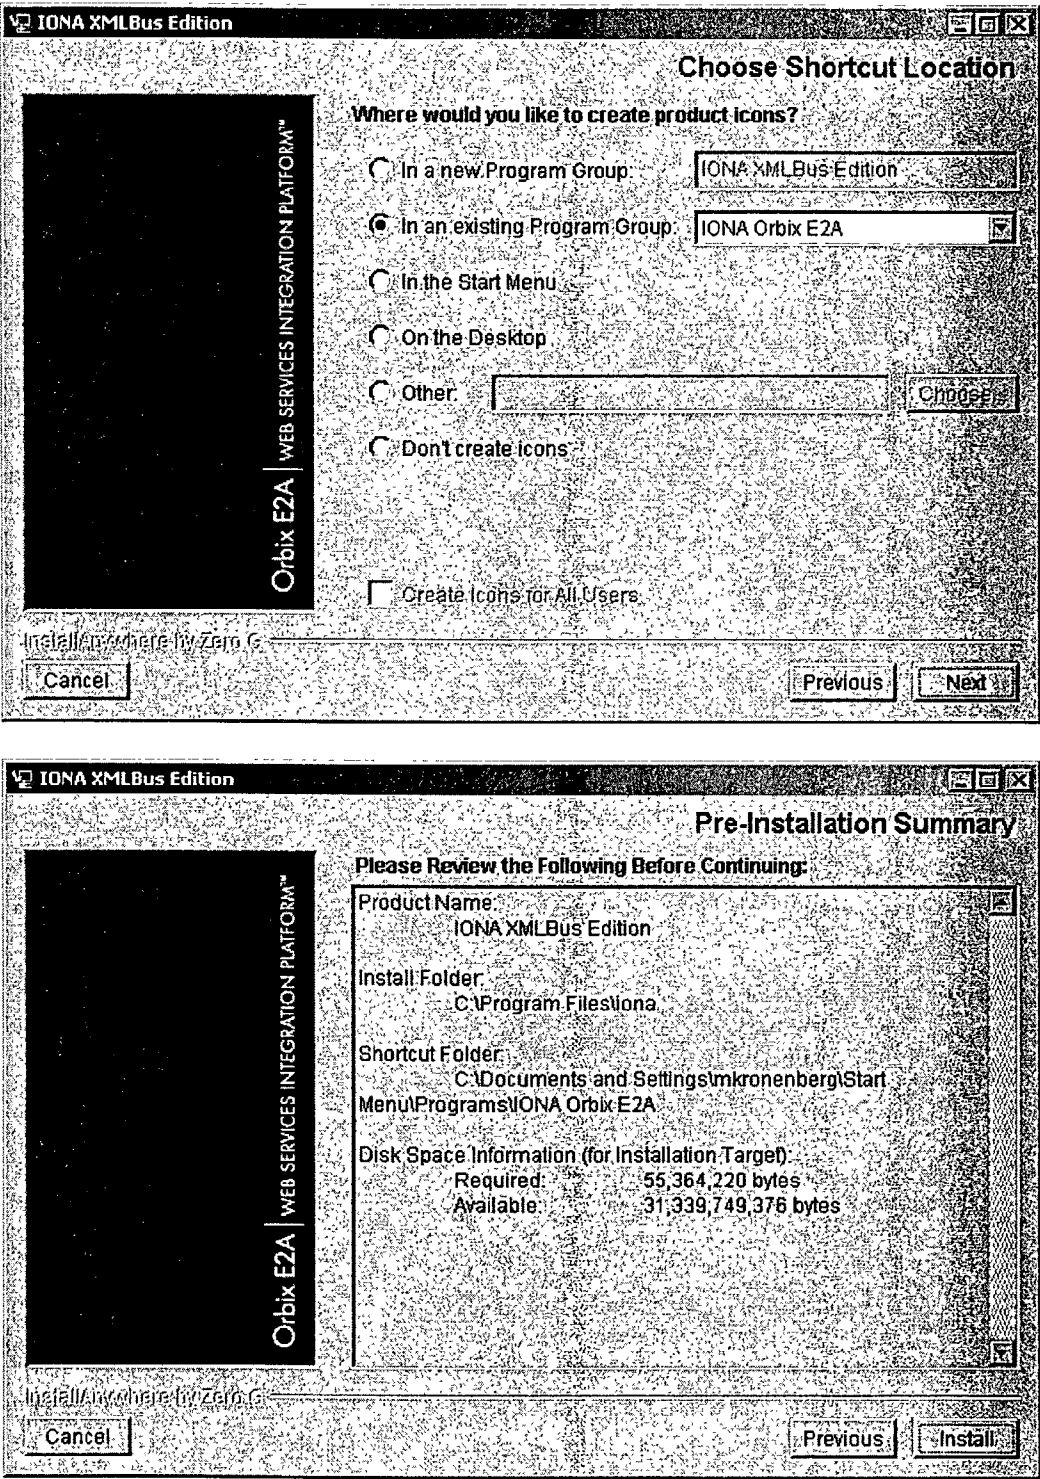 IONA XMLBus Edition
Choose Shortcut Location
Where would you like to create product icons?
In a new Program Group: IONA XMLBus Edition
In an existing Program Group: IONA Orbix E2A
In the Start Menu
On the Desktop
Other: Choose...
Don't create icons
Create Icons for All Users
Orbix E2A | WEB SERVICES INTEGRATION PLATFORM™
InstallAnywhere by Zero G
Cancel Previous Next
IONA XMLBus Edition
Pre-Installation Summary
Please Review the Following Before Continuing:
Product Name:
IONA XMLBus Edition
Install Folder:
C:\Program Files\iona
Shortcut Folder:
C:\Documents and Settings\mkronenberg\Start
Menu\Programs\IONA Orbix E2A
Disk Space Information (for Installation Target):
Required: 55,364,220 bytes
Available: 31,339,749,376 bytes
Orbix E2A | WEB SERVICES INTEGRATION PLATFORM™
InstallAnywhere by Zero G
Cancel Previous Install